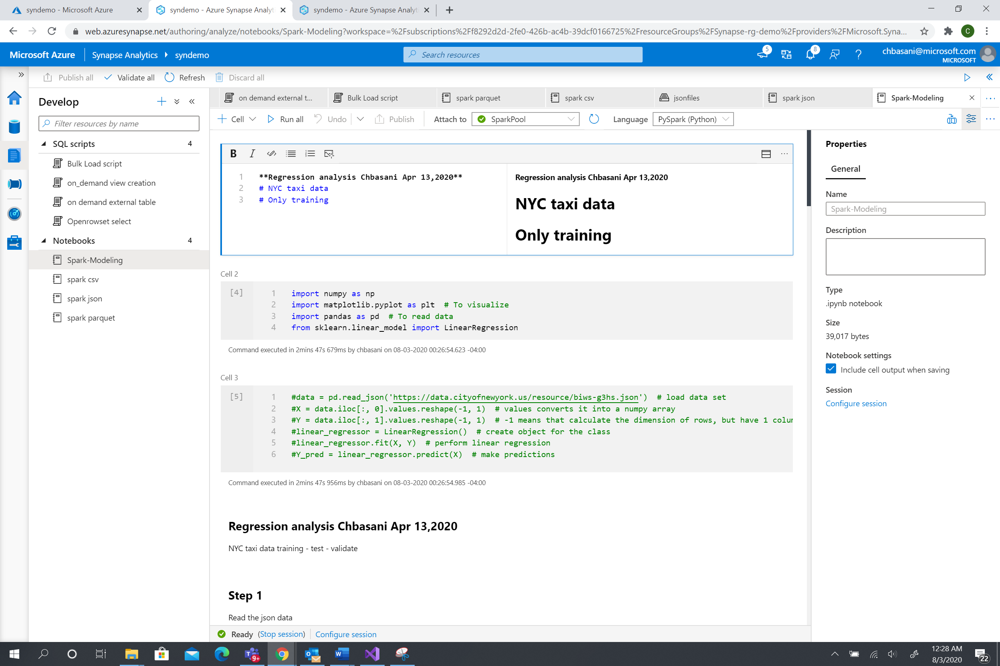 syndemo - Microsoft Azure
syndemo - Azure Synapse Analyt
syndemo - Azure Synapse Analyt
web.azuresynapse.net/authoring/analyze/notebooks/Spark-Modeling?workspace=%2Fsubscriptions%2Ff8292d2d-2fe0-426b-ac4b-39dcf0166725%2FresourceGroups%2FSynapse-rg-demo%2Fproviders%2FMicrosoft.Syna...
C
Microsoft Azure
Synapse Analytics
syndemo
Search resources
5
8
chbasani@microsoft.com
MICROSOFT
Publish all
Validate all
Refresh
Discard all
Develop
Filter resources by name
SQL scripts 4
Bulk Load script
on_demand view creation
on demand external table
Openrowset select
Notebooks 4
Spark-Modeling
spark csv
spark json
spark parquet
on demand external t...
Bulk Load script
spark parquet
spark csv
jsonfiles
spark json
Spark-Modeling
Cell
Run all
Undo
Publish
Attach to
SparkPool
Language
PySpark (Python)
B I
1 **Regression analysis Chbasani Apr 13,2020**
2 # NYC taxi data
3 # Only training
Regression analysis Chbasani Apr 13,2020
NYC taxi data
Only training
Cell 2
[4]
1 import numpy as np
2 import matplotlib.pyplot as plt # To visualize
3 import pandas as pd # To read data
4 from sklearn.linear_model import LinearRegression
Command executed in 2mins 47s 679ms by chbasani on 08-03-2020 00:26:54.623 -04:00
Cell 3
[5]
1 #data = pd.read_json('https://data.cityofnewyork.us/resource/biws-g3hs.json') # load data set
2 #X = data.iloc[:, 0].values.reshape(-1, 1) # values converts it into a numpy array
3 #Y = data.iloc[:, 1].values.reshape(-1, 1) # -1 means that calculate the dimension of rows, but have 1 colu
4 #linear_regressor = LinearRegression() # create object for the class
5 #linear_regressor.fit(X, Y) # perform linear regression
6 #Y_pred = linear_regressor.predict(X) # make predictions
Command executed in 2mins 47s 956ms by chbasani on 08-03-2020 00:26:54.985 -04:00
Regression analysis Chbasani Apr 13,2020
NYC taxi data training - test - validate
Step 1
Read the json data
Ready (Stop session)
Configure session
Properties
General
Name
Spark-Modeling
Description
Type
.ipynb notebook
Size
39,017 bytes
Notebook settings
Include cell output when saving
Session
Configure session
9+
12:28 AM
8/3/2020
22